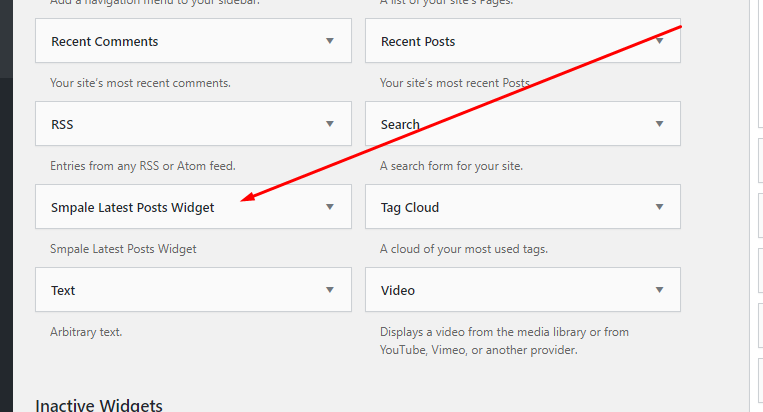 Add a navigation menu to your sidebar.
A list of your site's Pages.
Recent Comments
Recent Posts
Your site's most recent comments.
Your site's most recent Posts.
RSS
Search
Entries from any RSS or Atom feed.
A search form for your site.
Smpale Latest Posts Widget
Tag Cloud
Smpale Latest Posts Widget
A cloud of your most used tags.
Text
Video
Arbitrary text.
Displays a video from the media library or from
YouTube, Vimeo, or another provider.
Inactive Widgets